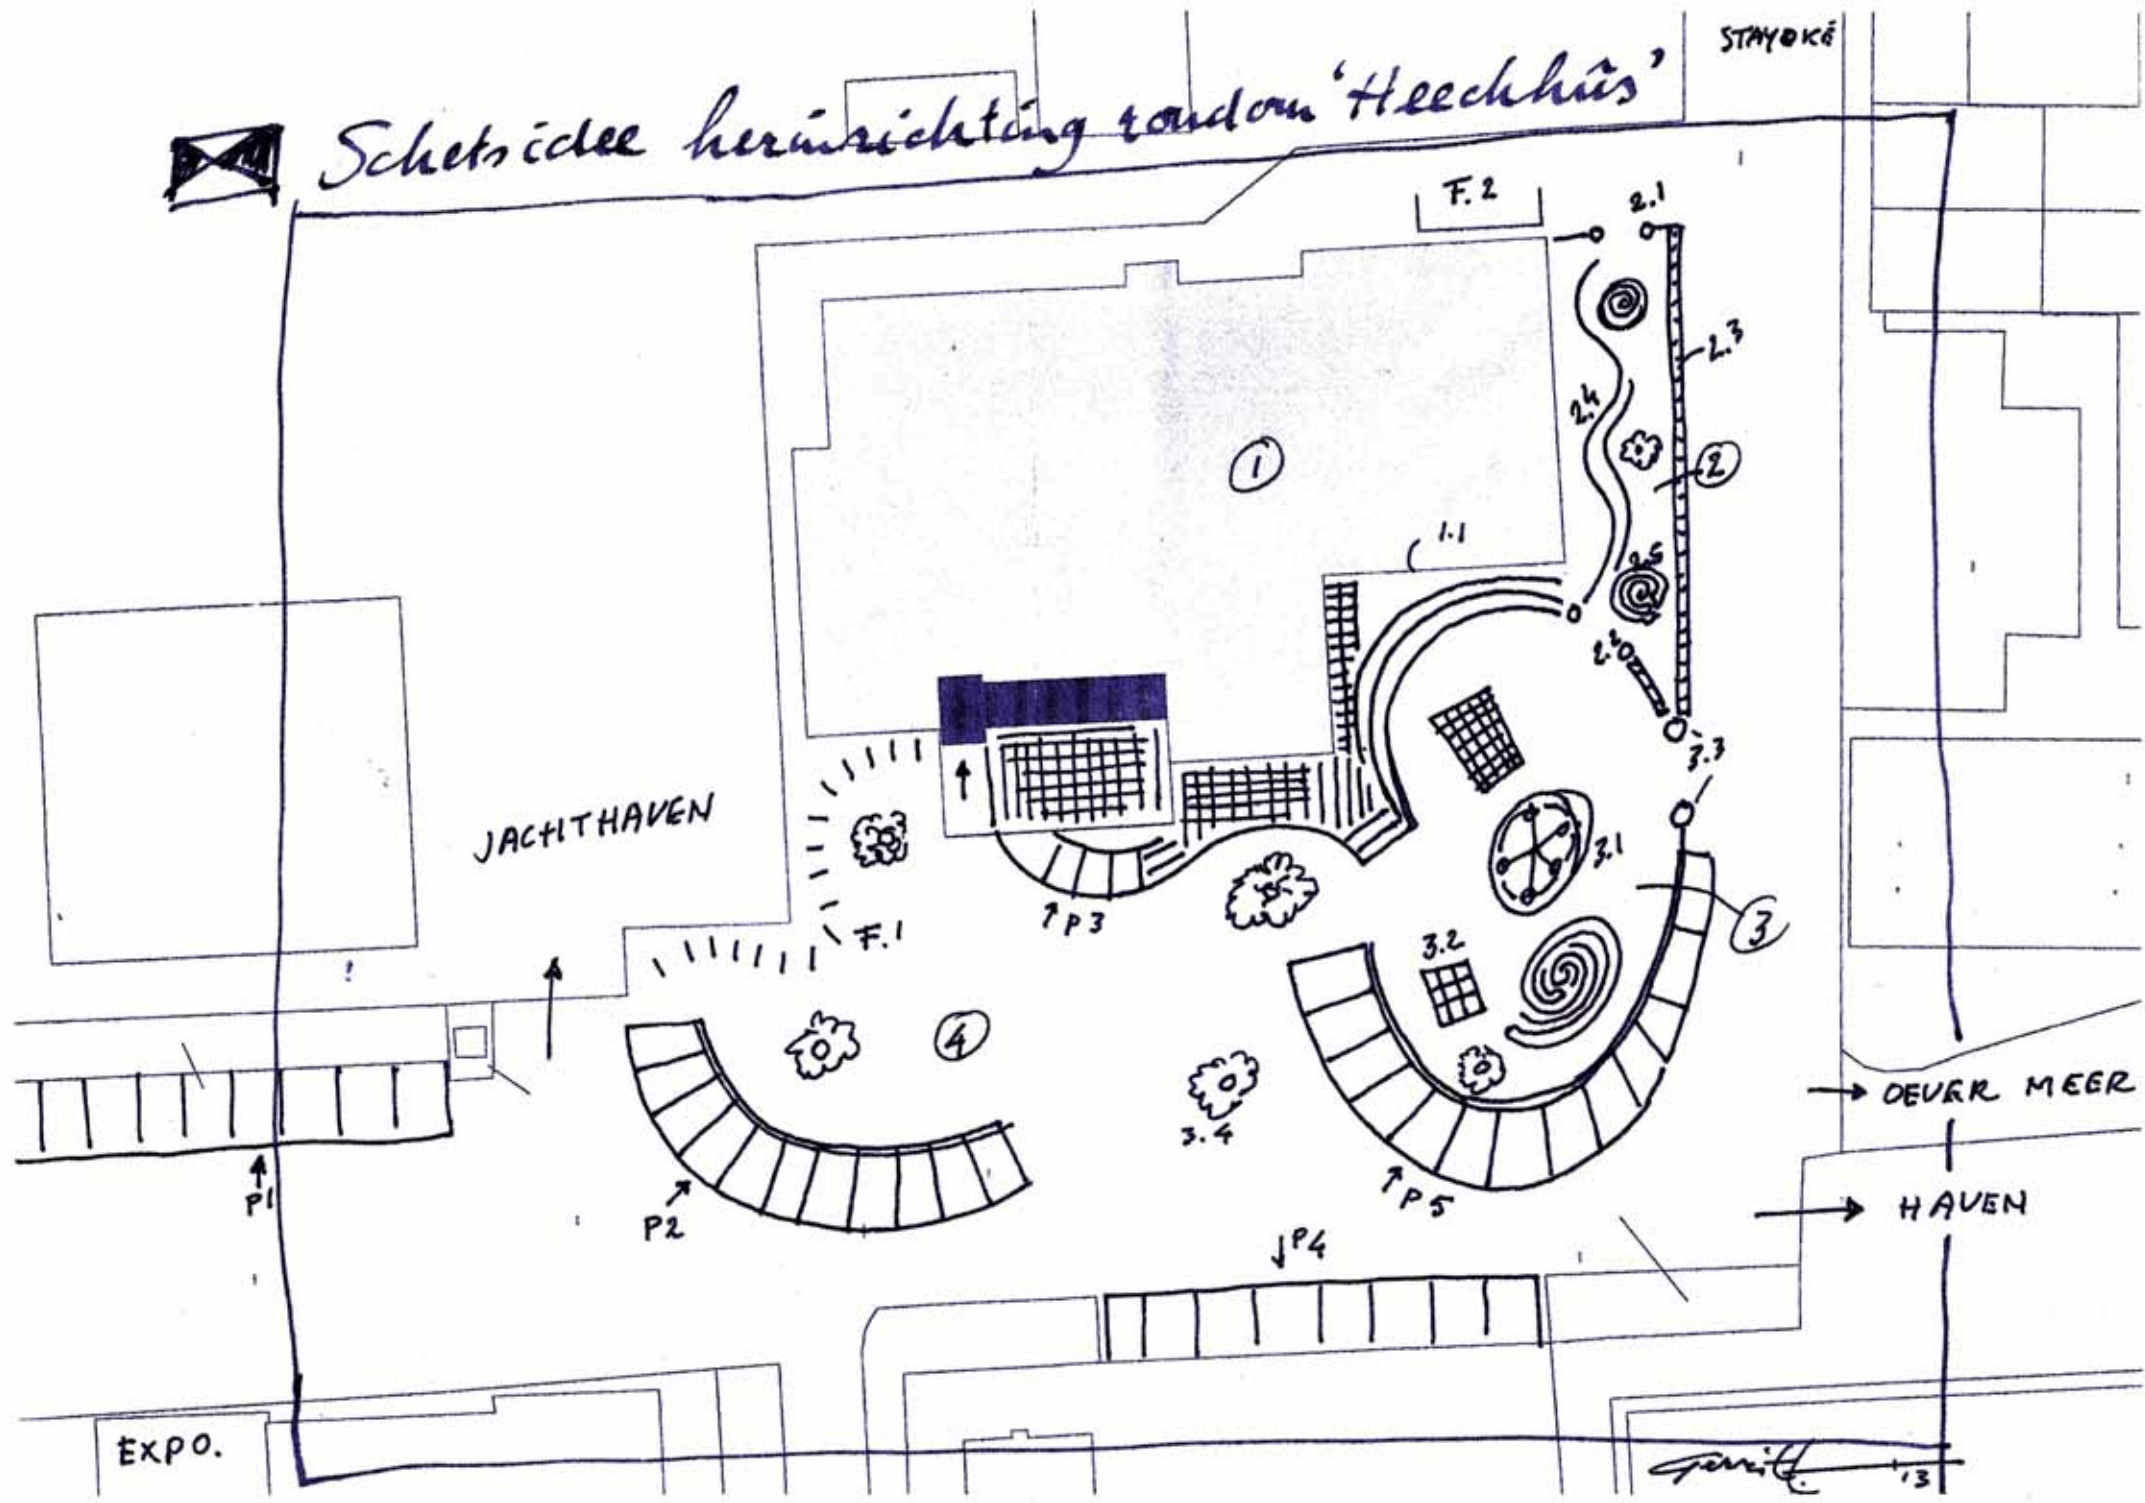 STAYOKÉ
Schetsidee herinrichting rondom 'Heechhûs'
F.2
2.1
2.3
2.4
1
2
1.1
2.5
2.2
3.3
JACHTHAVEN
3.1
F.1
P3
3
3.2
4
OEVER MEER
3.4
P1
P2
P5
HAVEN
P4
EXPO.
Gerrit '13